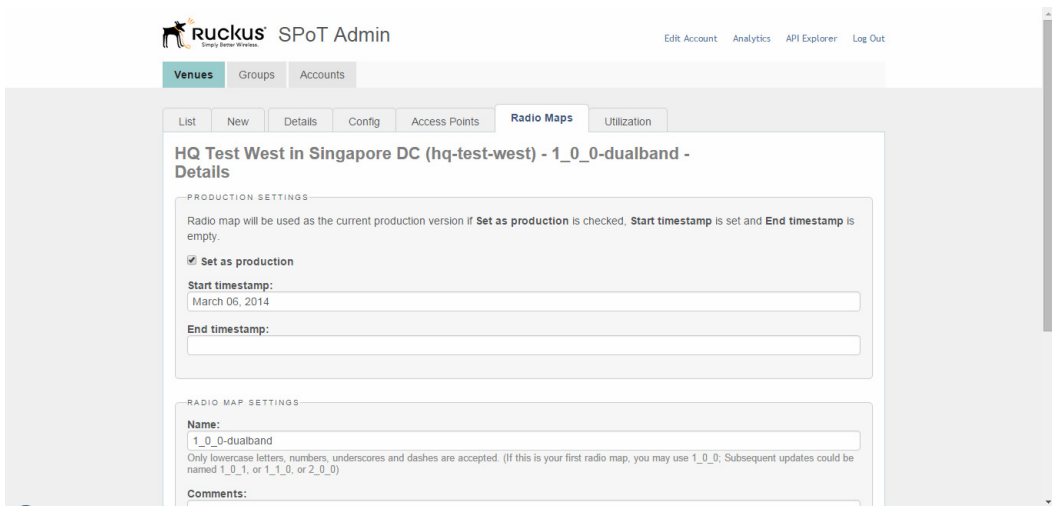 Ruckus SPoT Admin
Simply Better Wireless.
Edit Account Analytics API Explorer Log Out
Venues Groups Accounts
List New Details Config Access Points Radio Maps Utilization
HQ Test West in Singapore DC (hq-test-west) - 1_0_0-dualband -
Details
PRODUCTION SETTINGS
Radio map will be used as the current production version if Set as production is checked, Start timestamp is set and End timestamp is
empty.
Set as production
Start timestamp:
March 06, 2014
End timestamp:
RADIO MAP SETTINGS
Name:
1_0_0-dualband
Only lowercase letters, numbers, underscores and dashes are accepted. (If this is your first radio map, you may use 1_0_0; Subsequent updates could be
named 1_0_1, or 1_1_0, or 2_0_0)
Comments: